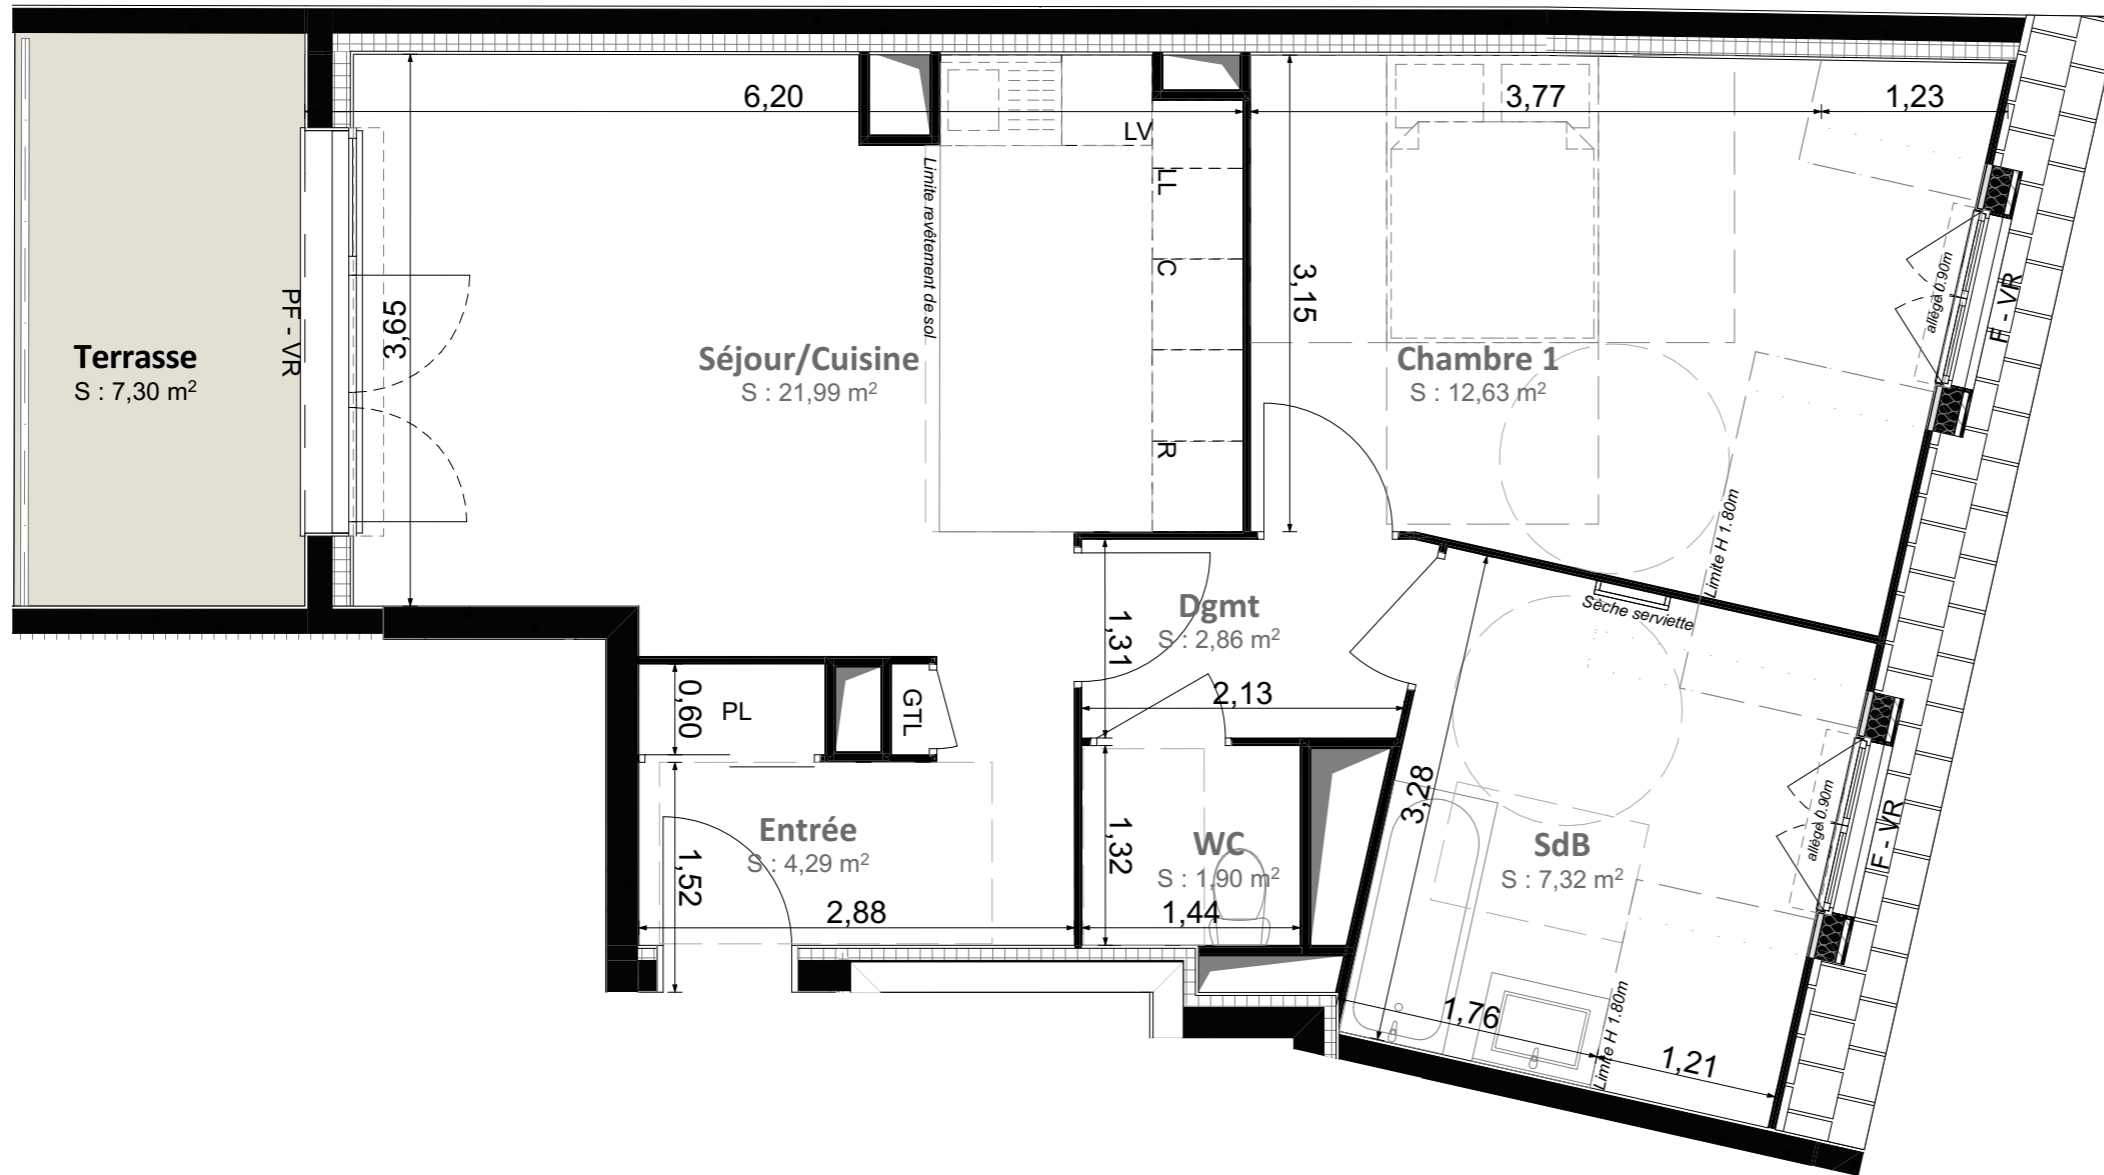 6,20
3,77
1,23
LV
LL
C
R
Limite revêtement de sol
3,15
3,65
PF - VR
Terrasse
S : 7,30 m²
Séjour/Cuisine
S : 21,99 m²
Chambre 1
S : 12,63 m²
allège 0.90m
F - VR
Limite H 1.80m
Sèche serviette
Dgmt
S : 2,86 m²
1,31
2,13
0,60
PL
GTL
Entrée
S : 4,29 m²
1,52
2,88
1,32
WC
S : 1,90 m²
1,44
3,28
SdB
S : 7,32 m²
allège 0.90m
F - VR
1,76
Limite H 1.80m
1,21